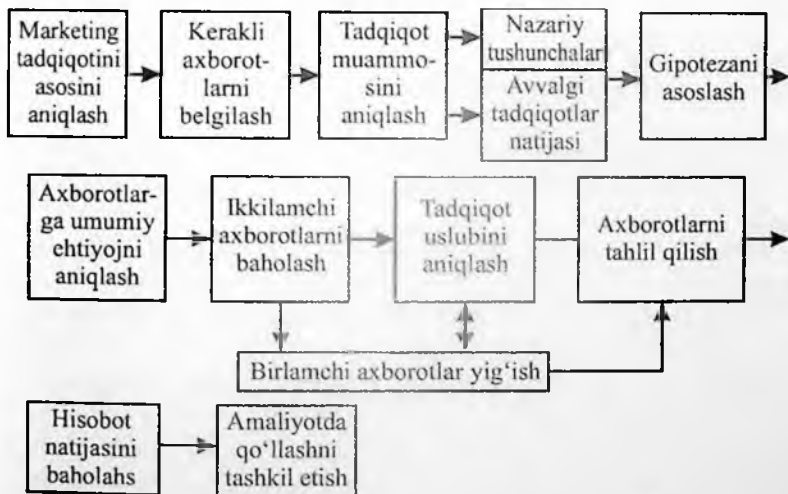 Marketing
tadqiqotini
asosini
aniqlash
Kerakli
axborot-
larni
belgilash
Tadqiqot
muammo-
sini
aniqlash
Nazariy
tushunchalar
Avvalgi
tadqiqotlar
natijasi
Gipotezani
asoslash
Axborotlar-
ga umumiy
ehtiyojni
aniqlash
Ikkilamchi
axborotlarni
baholash
Tadqiqot
uslubini
aniqlash
Axborotlarni
tahlil qilish
Birlamchi axborotlar yig‘ish
Hisobot
natijasini
baholahs
Amaliyotda
qo‘llashni
tashkil etish